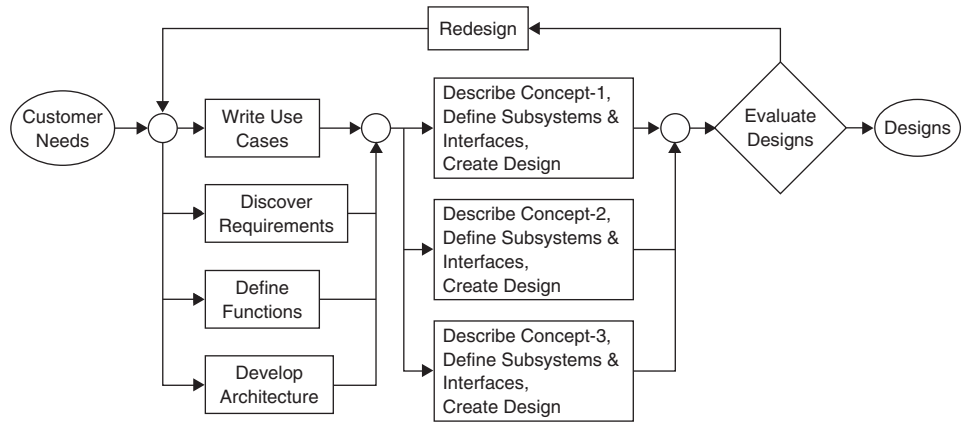 Redesign
Customer
Needs
Write Use
Cases
Discover
Requirements
Define
Functions
Develop
Architecture
Describe Concept-1,
Define Subsystems &
Interfaces,
Create Design
Describe Concept-2,
Define Subsystems &
Interfaces,
Create Design
Describe Concept-3,
Define Subsystems &
Interfaces,
Create Design
Evaluate
Designs
Designs